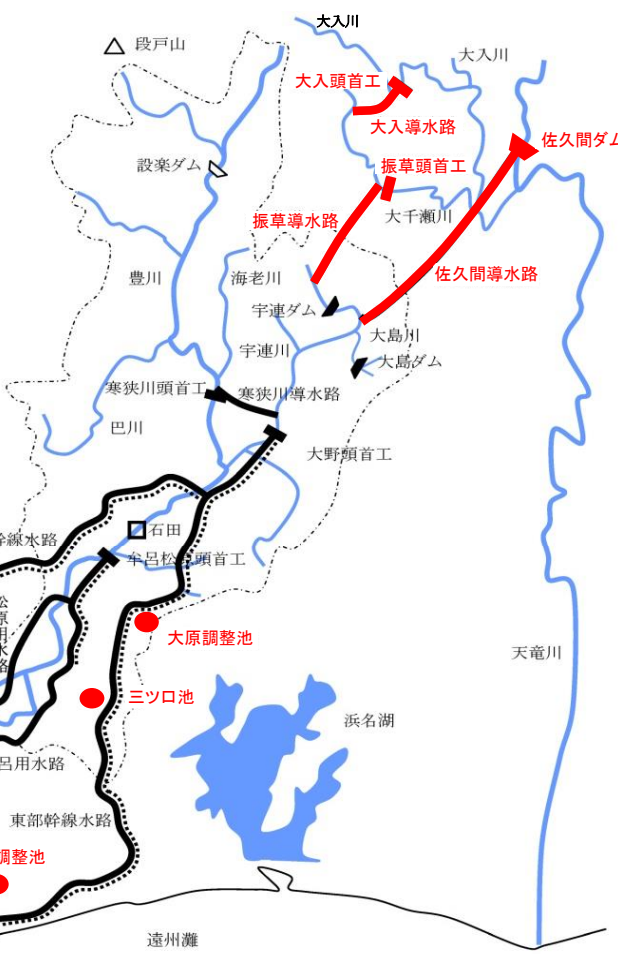 大入川
段戸山
大入川
大入頭首工
大入導水路
佐久間ダム
設楽ダム
振草頭首工
振草導水路
大千瀬川
豊川
海老川
佐久間導水路
宇連ダム
大島川
宇連川
大島ダム
寒狭川頭首工
寒狭川導水路
巴川
大野頭首工
石田
幹線水路
牟呂松原頭首工
松原用水路
大原調整池
天竜川
三ツ口池
浜名湖
呂用水路
東部幹線水路
調整池
遠州灘